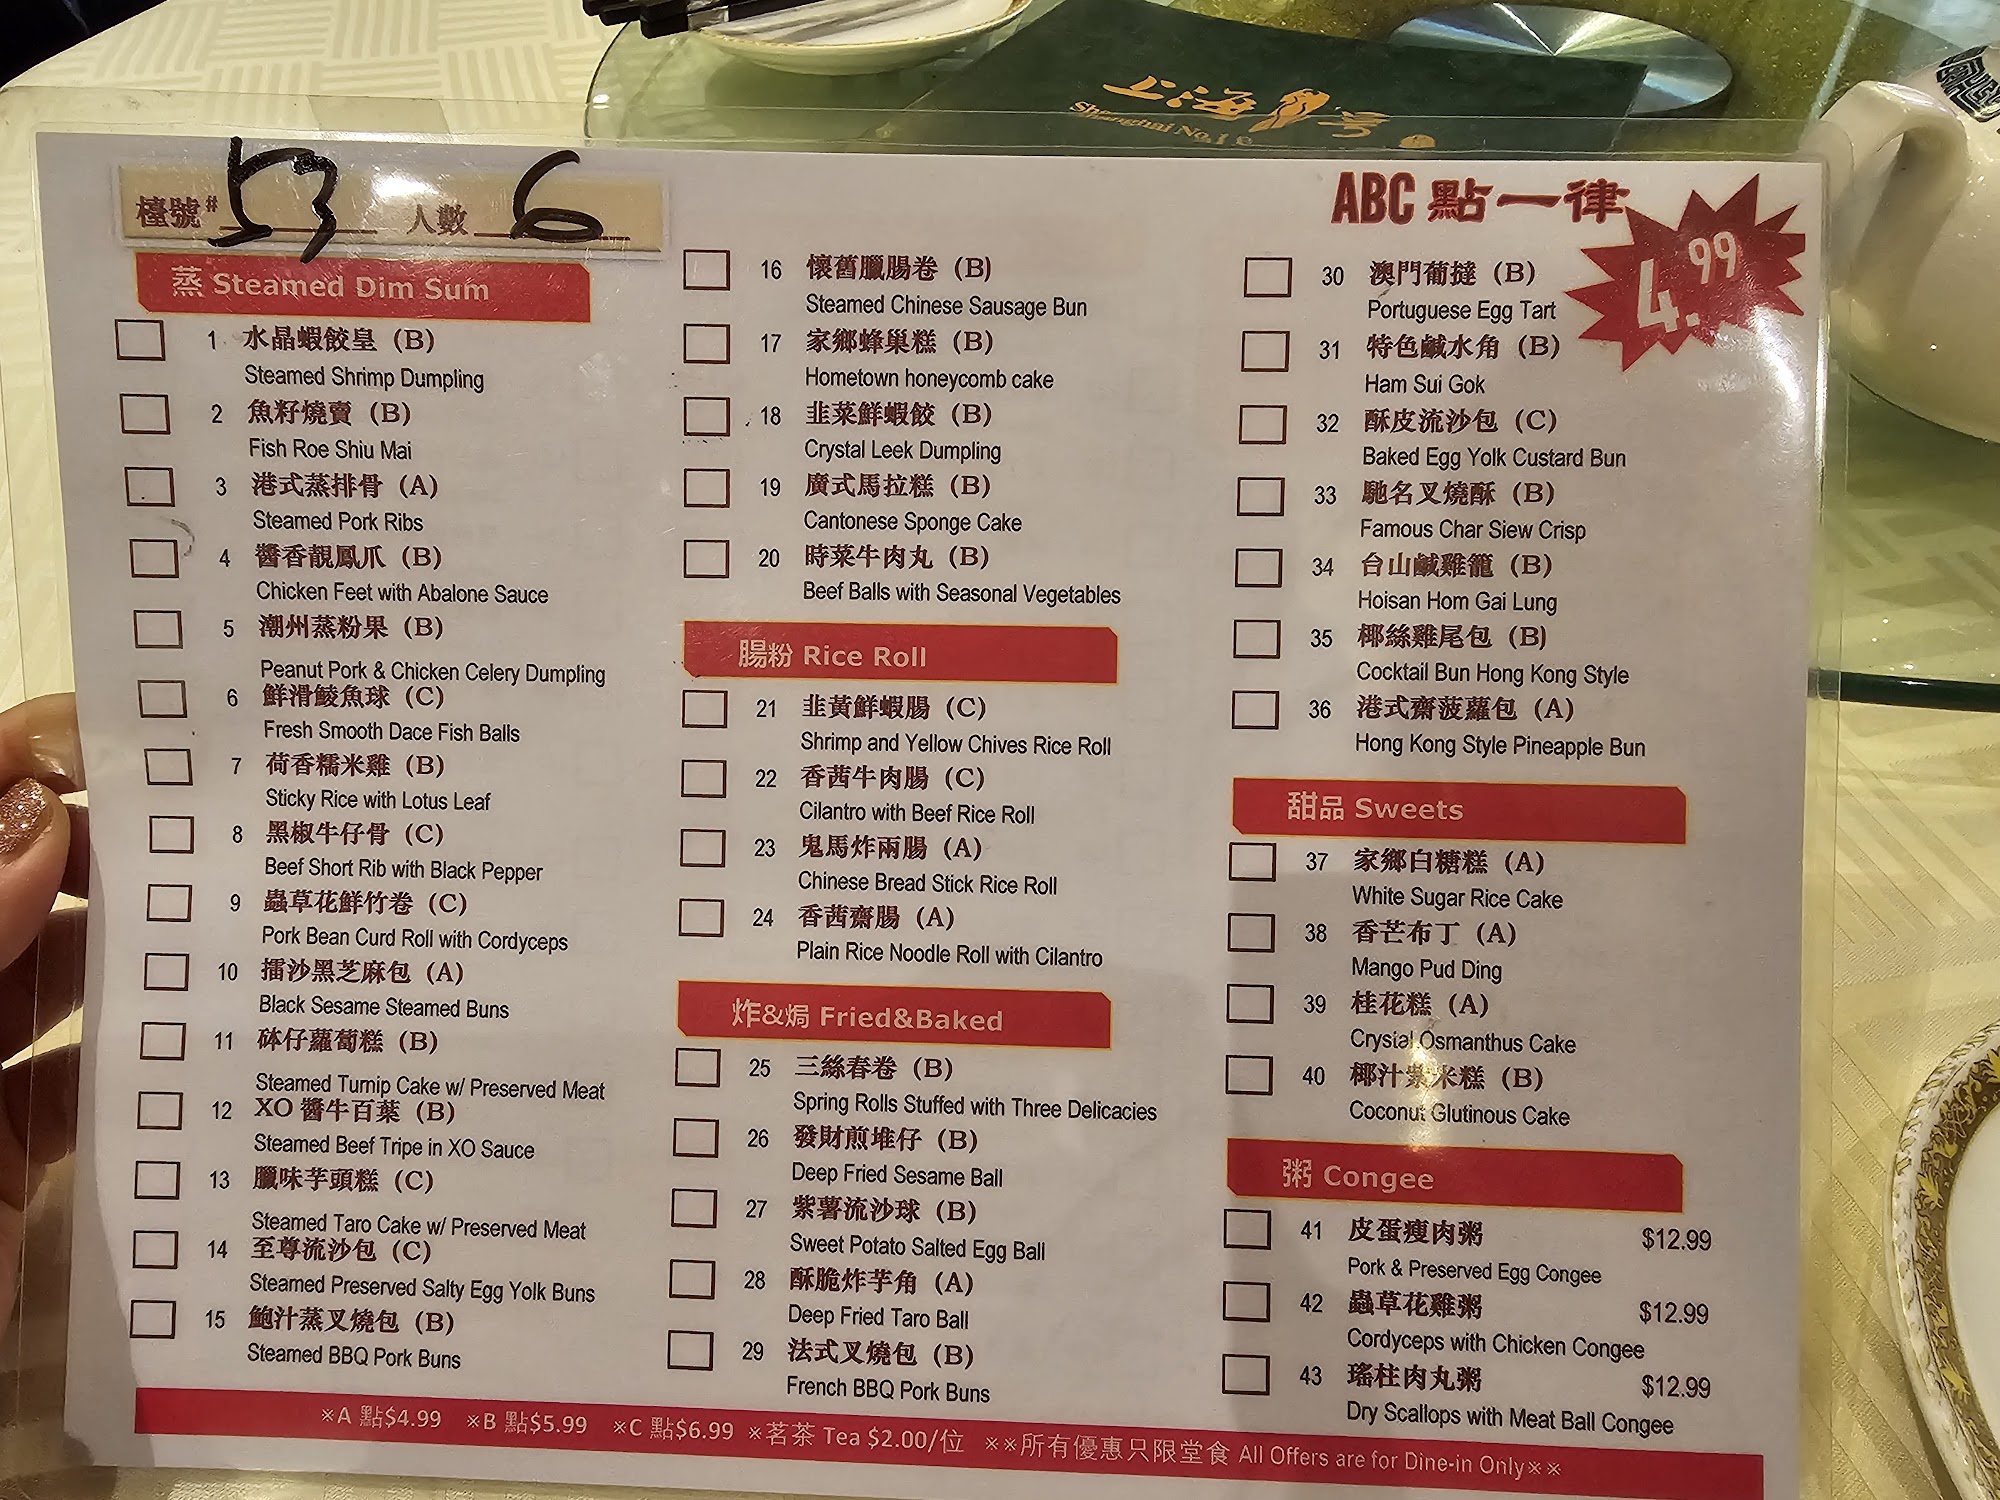 上海 号
Shanghai No.1
檯號# 53 人數 6
ABC 點一律
4.99
蒸 Steamed Dim Sum
1 水晶蝦餃皇 (B)
Steamed Shrimp Dumpling
2 魚籽燒賣 (B)
Fish Roe Shiu Mai
3 港式蒸排骨 (A)
Steamed Pork Ribs
4 醬香靚鳳爪 (B)
Chicken Feet with Abalone Sauce
5 潮州蒸粉果 (B)
Peanut Pork & Chicken Celery Dumpling
6 鮮滑鯪魚球 (C)
Fresh Smooth Dace Fish Balls
7 荷香糯米雞 (B)
Sticky Rice with Lotus Leaf
8 黑椒牛仔骨 (C)
Beef Short Rib with Black Pepper
9 蟲草花鮮竹卷 (C)
Pork Bean Curd Roll with Cordyceps
10 擂沙黑芝麻包 (A)
Black Sesame Steamed Buns
11 砵仔蘿蔔糕 (B)
Steamed Turnip Cake w/ Preserved Meat
12 XO 醬牛百葉 (B)
Steamed Beef Tripe in XO Sauce
13 臘味芋頭糕 (C)
Steamed Taro Cake w/ Preserved Meat
14 至尊流沙包 (C)
Steamed Preserved Salty Egg Yolk Buns
15 鮑汁蒸叉燒包 (B)
Steamed BBQ Pork Buns
16 懷舊臘腸卷 (B)
Steamed Chinese Sausage Bun
17 家鄉蜂巢糕 (B)
Hometown honeycomb cake
18 韭菜鮮蝦餃 (B)
Crystal Leek Dumpling
19 廣式馬拉糕 (B)
Cantonese Sponge Cake
20 時菜牛肉丸 (B)
Beef Balls with Seasonal Vegetables
腸粉 Rice Roll
21 韭黃鮮蝦腸 (C)
Shrimp and Yellow Chives Rice Roll
22 香茜牛肉腸 (C)
Cilantro with Beef Rice Roll
23 鬼馬炸兩腸 (A)
Chinese Bread Stick Rice Roll
24 香茜齋腸 (A)
Plain Rice Noodle Roll with Cilantro
炸&焗 Fried&Baked
25 三絲春卷 (B)
Spring Rolls Stuffed with Three Delicacies
26 發財煎堆仔 (B)
Deep Fried Sesame Ball
27 紫薯流沙球 (B)
Sweet Potato Salted Egg Ball
28 酥脆炸芋角 (A)
Deep Fried Taro Ball
29 法式叉燒包 (B)
French BBQ Pork Buns
30 澳門葡撻 (B)
Portuguese Egg Tart
31 特色鹹水角 (B)
Ham Sui Gok
32 酥皮流沙包 (C)
Baked Egg Yolk Custard Bun
33 馳名叉燒酥 (B)
Famous Char Siew Crisp
34 台山鹹雞籠 (B)
Hoisan Hom Gai Lung
35 椰絲雞尾包 (B)
Cocktail Bun Hong Kong Style
36 港式齋菠蘿包 (A)
Hong Kong Style Pineapple Bun
甜品 Sweets
37 家鄉白糖糕 (A)
White Sugar Rice Cake
38 香芒布丁 (A)
Mango Pud Ding
39 桂花糕 (A)
Crystal Osmanthus Cake
40 椰汁紫米糕 (B)
Coconut Glutinous Cake
粥 Congee
41 皮蛋瘦肉粥 $12.99
Pork & Preserved Egg Congee
42 蟲草花雞粥 $12.99
Cordyceps with Chicken Congee
43 瑤柱肉丸粥 $12.99
Dry Scallops with Meat Ball Congee
※A 點$4.99 ※B 點$5.99 ※C 點$6.99 ※茗茶 Tea $2.00/位 ※※所有優惠只限堂食 All Offers are for Dine-in Only※※